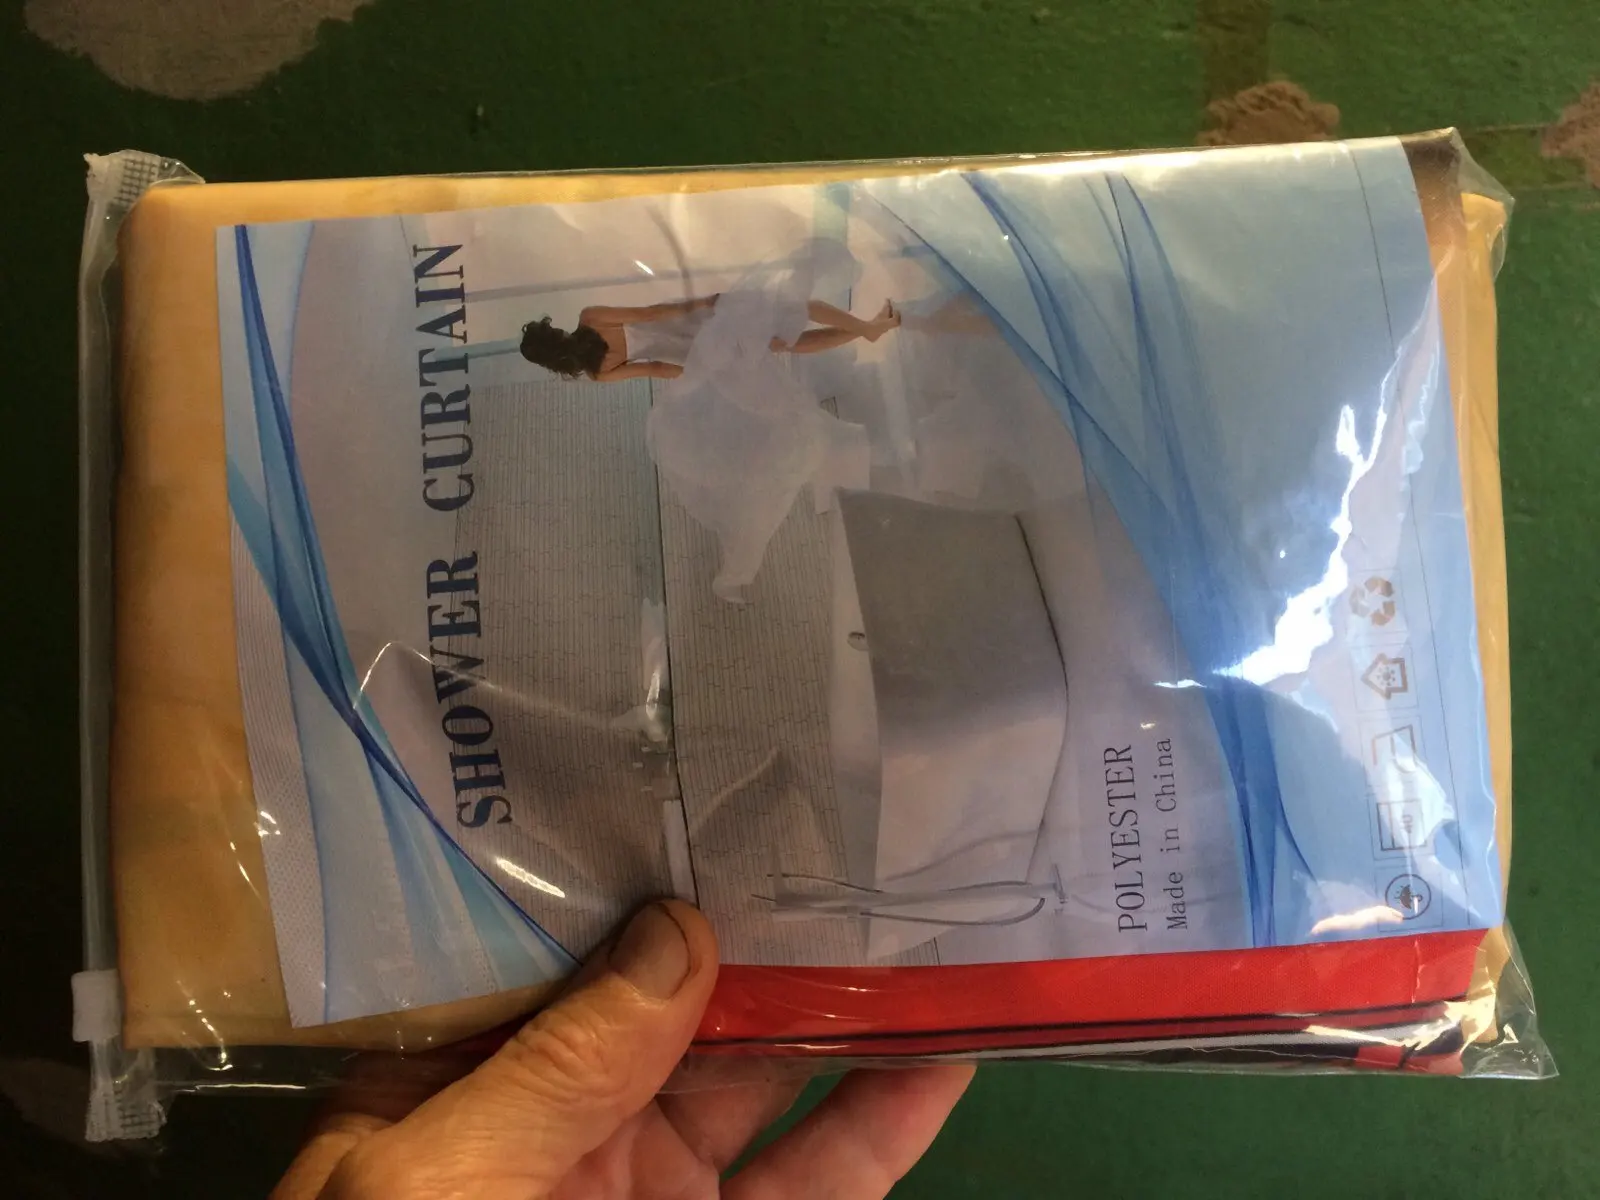 SHOWER CURTAIN
POLYESTER
Made in China